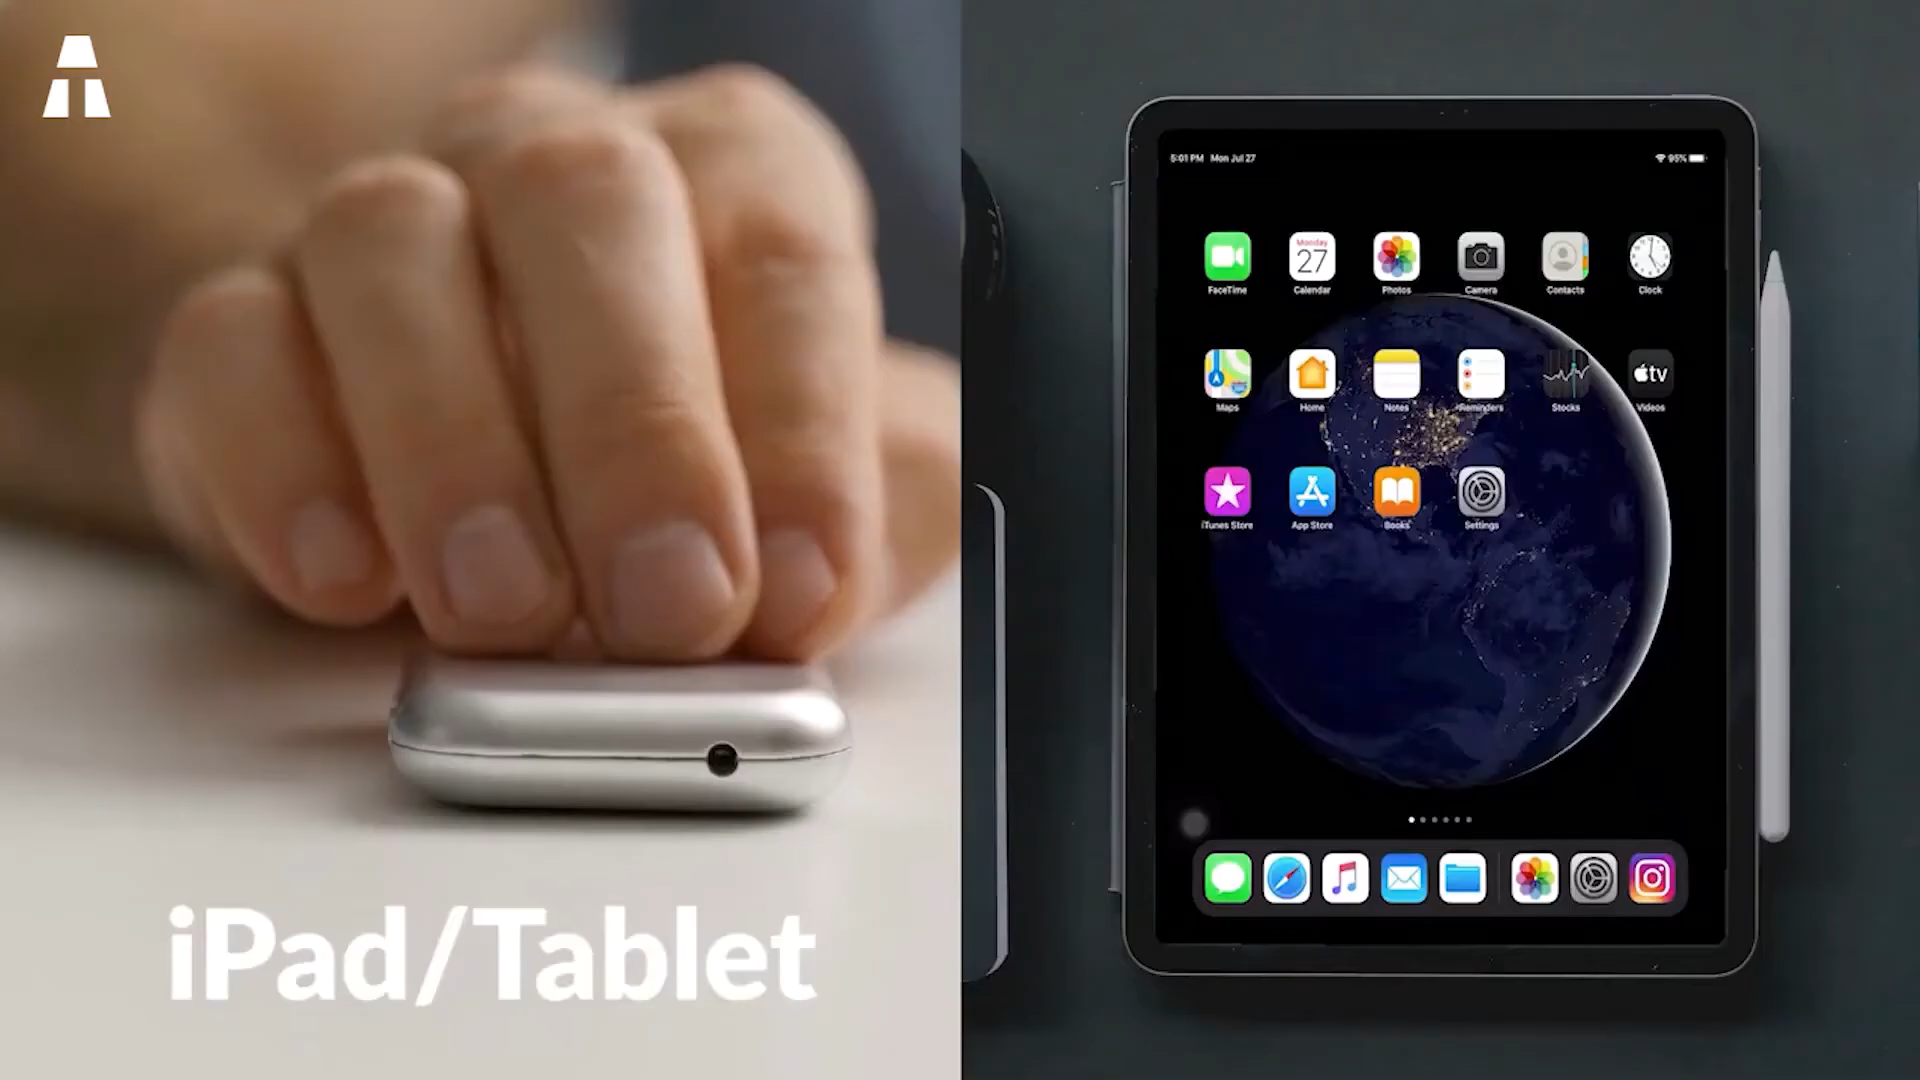 iPad/Tablet
5:01 PM Mon Jul 27
95%
Monday
27
FaceTime
Calendar
Photos
Camera
Contacts
Clock
Maps
Home
Notes
Reminders
Stocks
tv
Videos
iTunes Store
App Store
Books
Settings